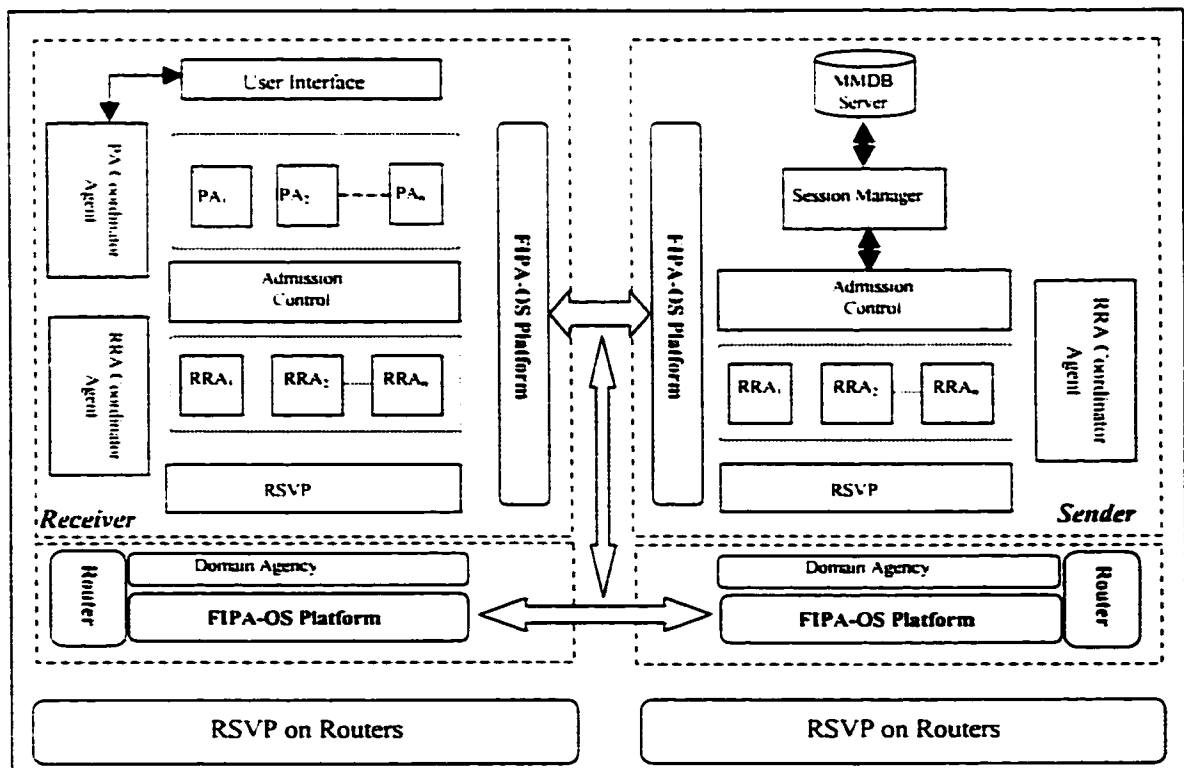 User Interface
PA Coordinator
Agent
PA₁
PA₂
PAₙ
Admission
Control
RRA Coordinator
Agent
RRA₁
RRA₂
RRAₙ
RSVP
FIPA-OS Platform
Receiver
MMDB
Server
Session Manager
FIPA-OS Platform
Admission
Control
RRA₁
RRA₂
RRAₙ
RSVP
RRA Coordinator
Agent
Sender
Router
Domain Agency
FIPA-OS Platform
Domain Agency
FIPA-OS Platform
Router
RSVP on Routers
RSVP on Routers